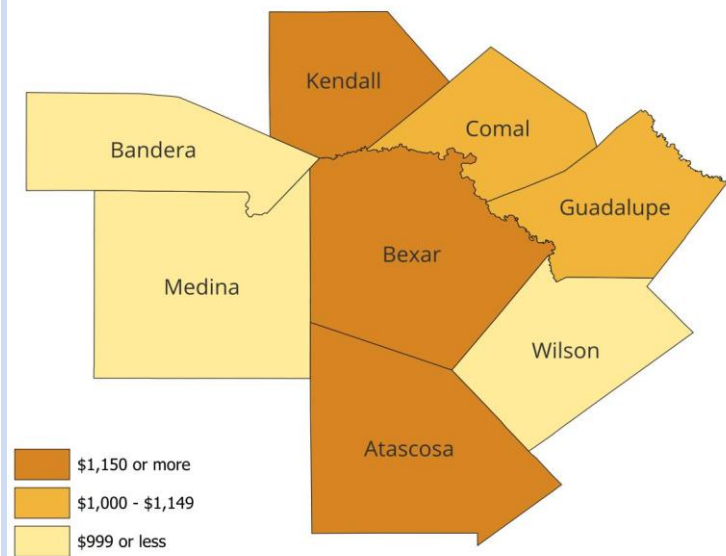 Kendall
Comal
Bandera
Guadalupe
Bexar
Medina
Wilson
Atascosa
$1,150 or more
$1,000 - $1,149
$999 or less